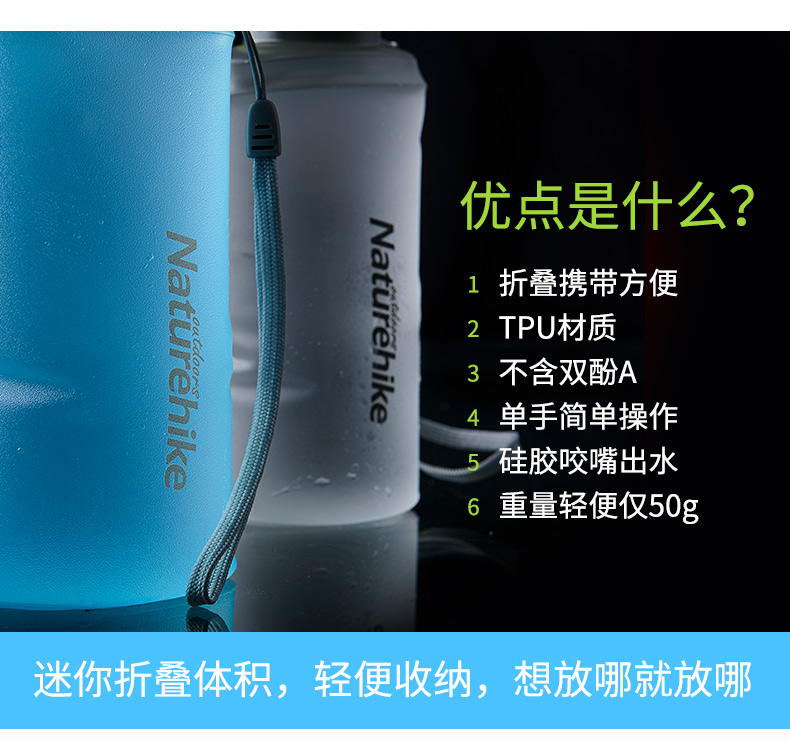 优点是什么?
1 折叠携带方便
2 TPU材质
3 不含双酚A
4 单手简单操作
5 硅胶咬嘴出水
6 重量轻便仅50g
Naturehike
outdoors
Naturehike
outdoors
迷你折叠体积，轻便收纳，想放哪就放哪